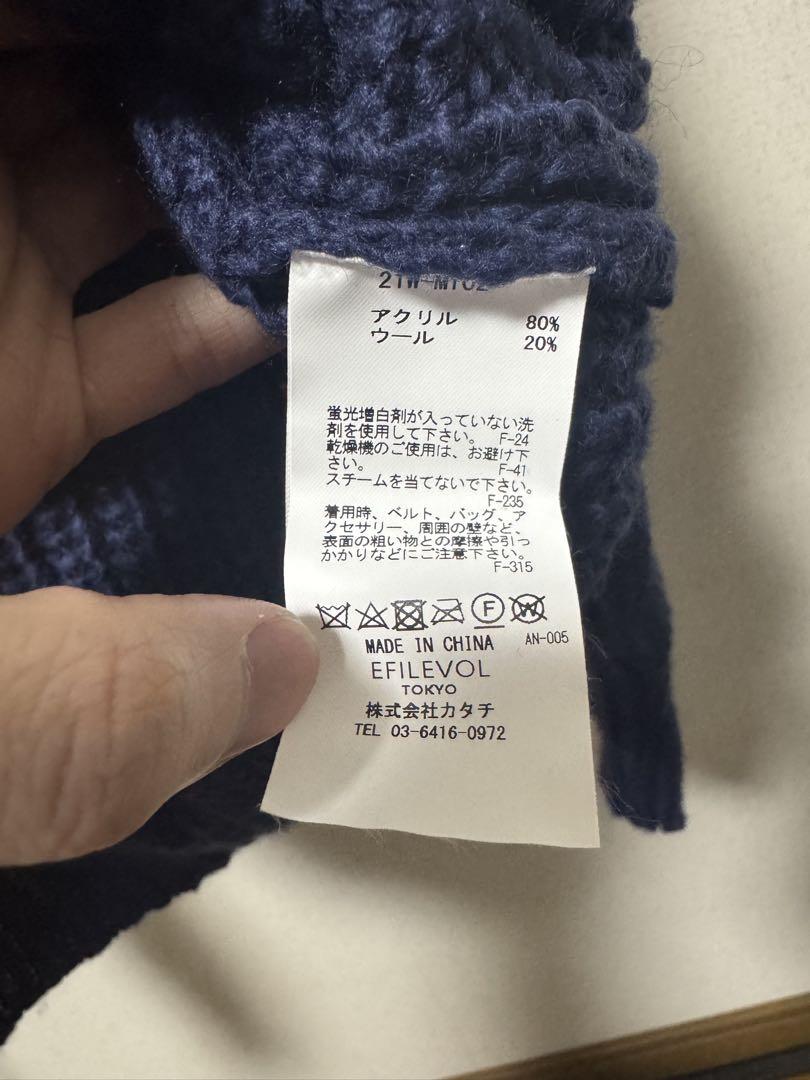 アクリル 80%
ウール 20%
蛍光増白剤が入っていない洗
剤を使用して下さい。 F-24
乾燥機のご使用は、お避け下
さい。 F-41
スチームを当てないで下さい。
F-235
着用時、ベルト、バッグ、ア
クセサリー、周囲の壁など、
表面の粗い物との摩擦や引っ
かかりなどにご注意下さい。
F-315
F W
MADE IN CHINA AN-005
EFILEVOL
TOKYO
株式会社カタチ
TEL 03-6416-0972